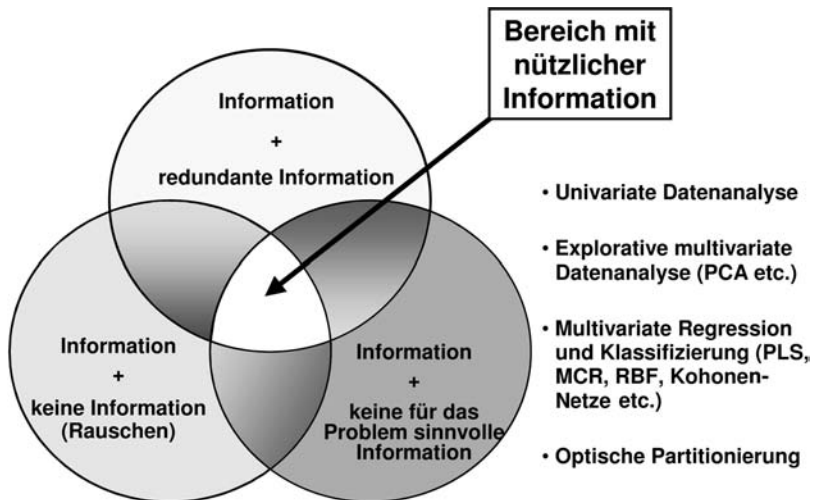 Bereich mit
nützlicher
Information
Information
+
redundante Information
Information
+
keine Information
(Rauschen)
Information
+
keine für das
Problem sinnvolle
Information
• Univariate Datenanalyse
• Explorative multivariate
Datenanalyse (PCA etc.)
• Multivariate Regression
und Klassifizierung (PLS,
MCR, RBF, Kohonen-
Netze etc.)
• Optische Partitionierung